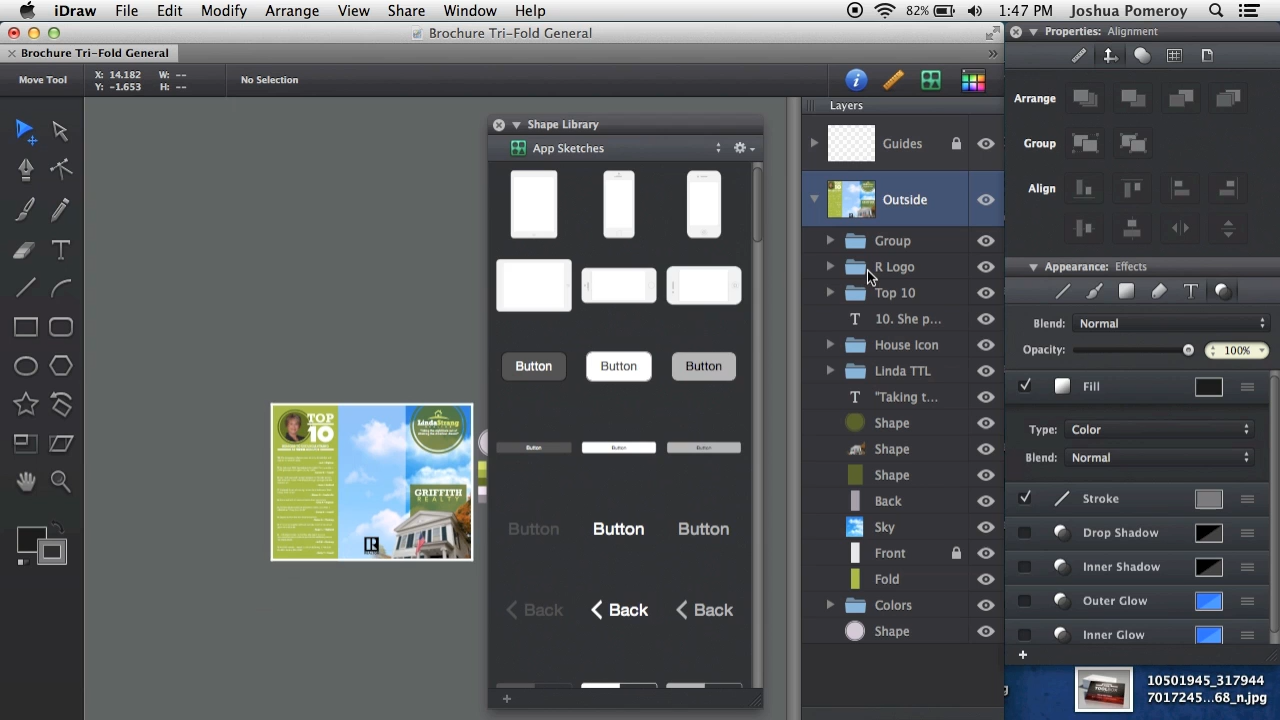 iDraw File Edit Modify Arrange View Share Window Help 82% 1:47 PM Joshua Pomeroy
Brochure Tri-Fold General
Brochure Tri-Fold General
Move Tool X: 14.182 W: -- No Selection
Y: -1.653 H: --
Layers
Guides
Outside
Group
R Logo
Top 10
10. She p...
House Icon
Linda TTL
"Taking t...
Shape
Shape
Shape
Back
Sky
Front
Fold
Colors
Shape
Shape Library
App Sketches
Button Button Button
Button Button Button
Button Button Button
Back Back Back
TOP
10
LindaStrong
GRIFFITH
REALTY
Properties: Alignment
Arrange
Group
Align
Appearance: Effects
Blend: Normal
Opacity: 100%
Fill
Type: Color
Blend: Normal
Stroke
Drop Shadow
Inner Shadow
Outer Glow
Inner Glow
10501945_317944
7017245...68_n.jpg